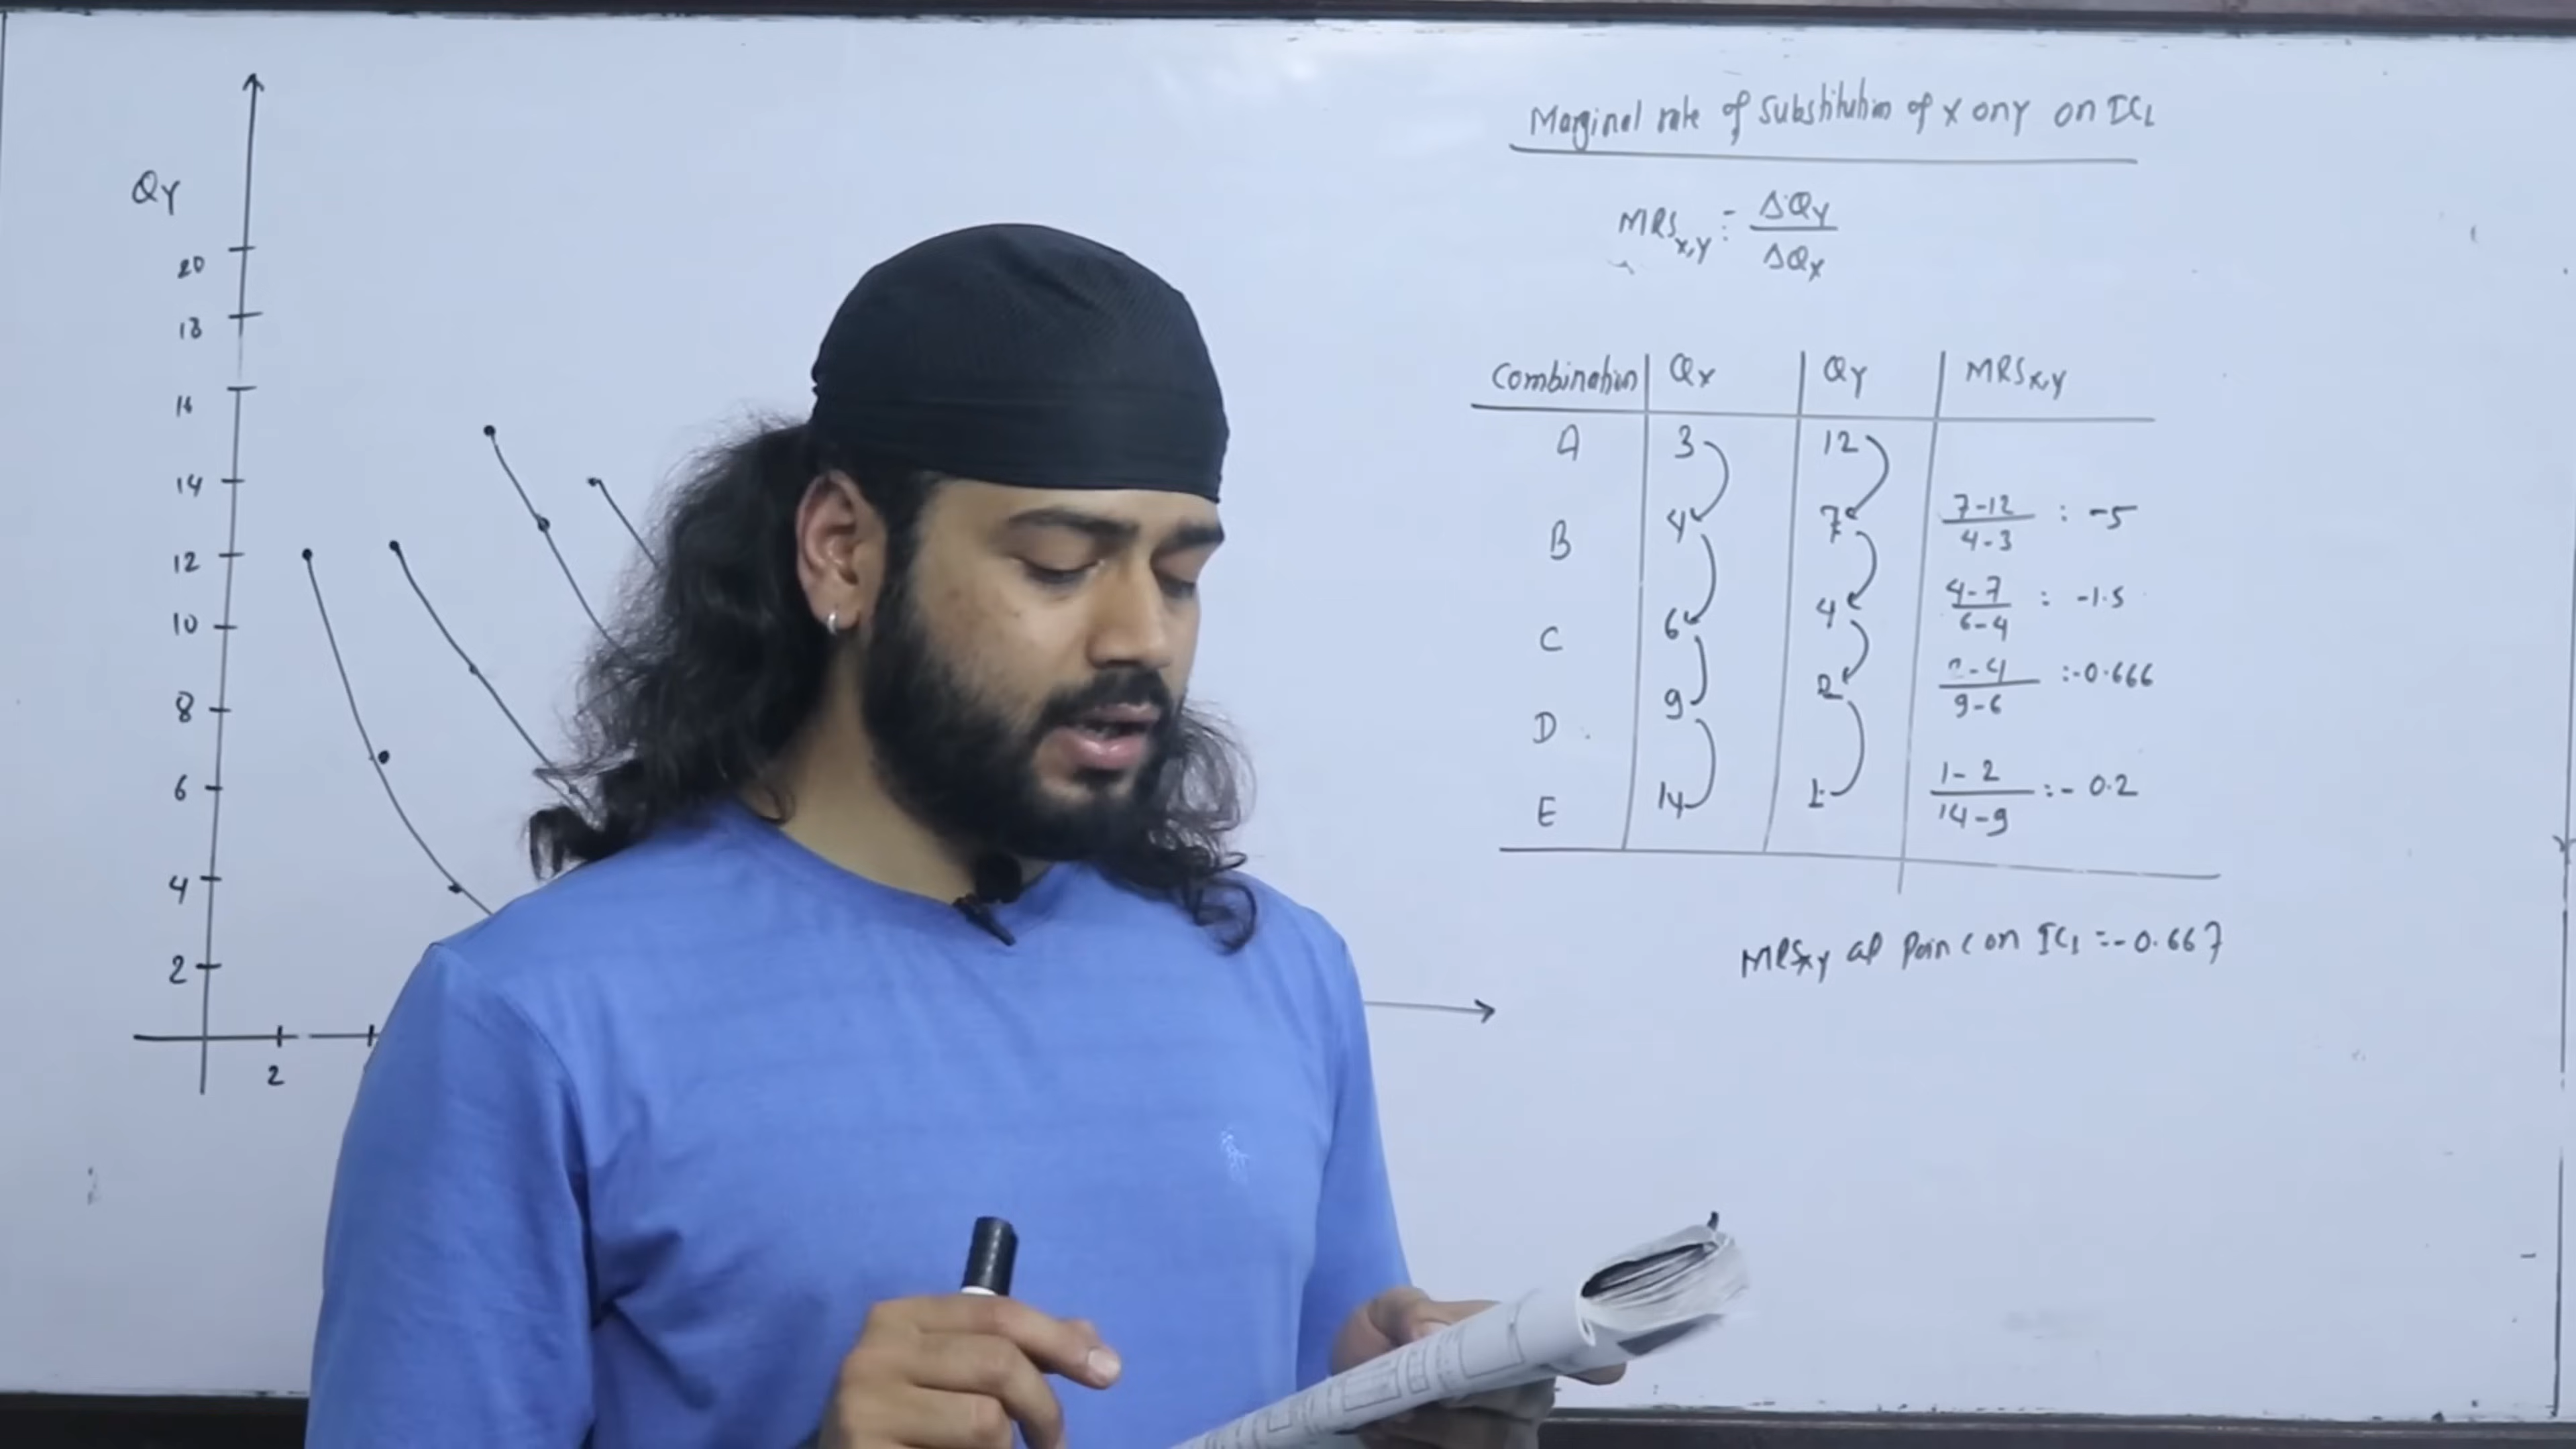 Marginal rate of substitution of X on Y on IC1
MRSx,y = ΔQY
ΔQX
QY
20
18
16
14
12
10
8
6
4
2
2
Combination QX QY MRSx,y
A 3 12
B 4 7 7-12 : -5
4-3
C 6 4 4-7 : -1.5
6-4
D 9 2 -4 :-0.666
9-6
E 14 1 1-2 :- 0.2
14-9
MRSxy at Poin C on IC1 =-0.667